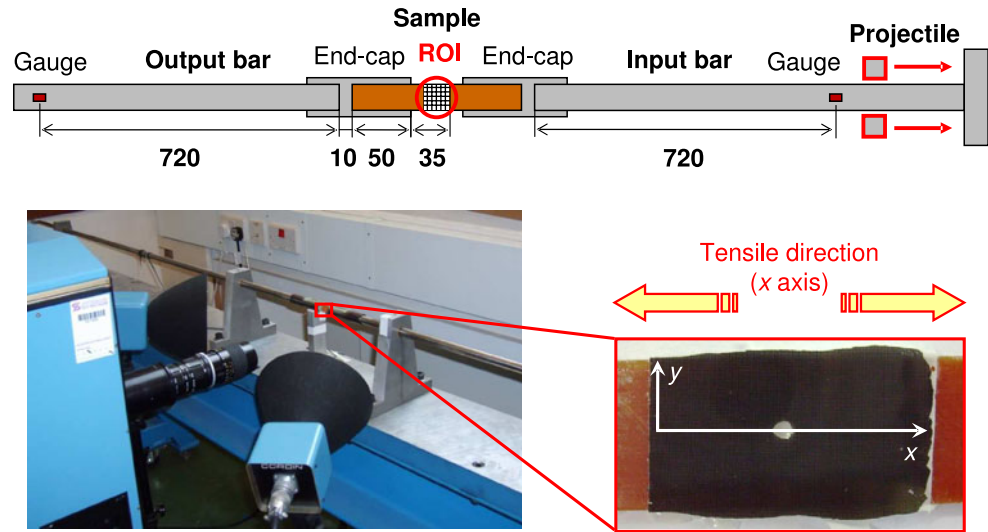 Sample
Gauge
Output bar
End-cap
ROI
End-cap
Input bar
Gauge
Projectile
720
10
50
35
720
CORDIN
Tensile direction
(x axis)
y
x